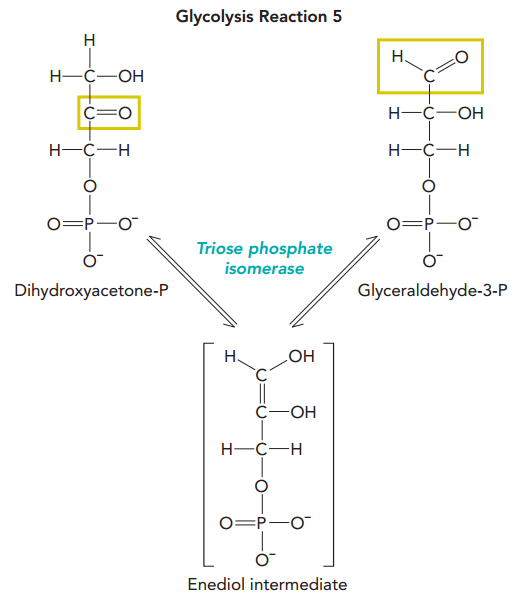 Glycolysis Reaction 5
H
H–C–OH
C=O
H–C–H
O
O=P–O⁻
O⁻
Dihydroxyacetone-P
H O
C
H–C–OH
H–C–H
O
O=P–O⁻
O⁻
Glyceraldehyde-3-P
Triose phosphate
isomerase
H OH
C
C–OH
H–C–H
O
O=P–O⁻
O⁻
Enediol intermediate